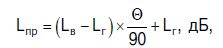 Lпр = (Lв – Lг) × Θ/90 + Lг, дБ,